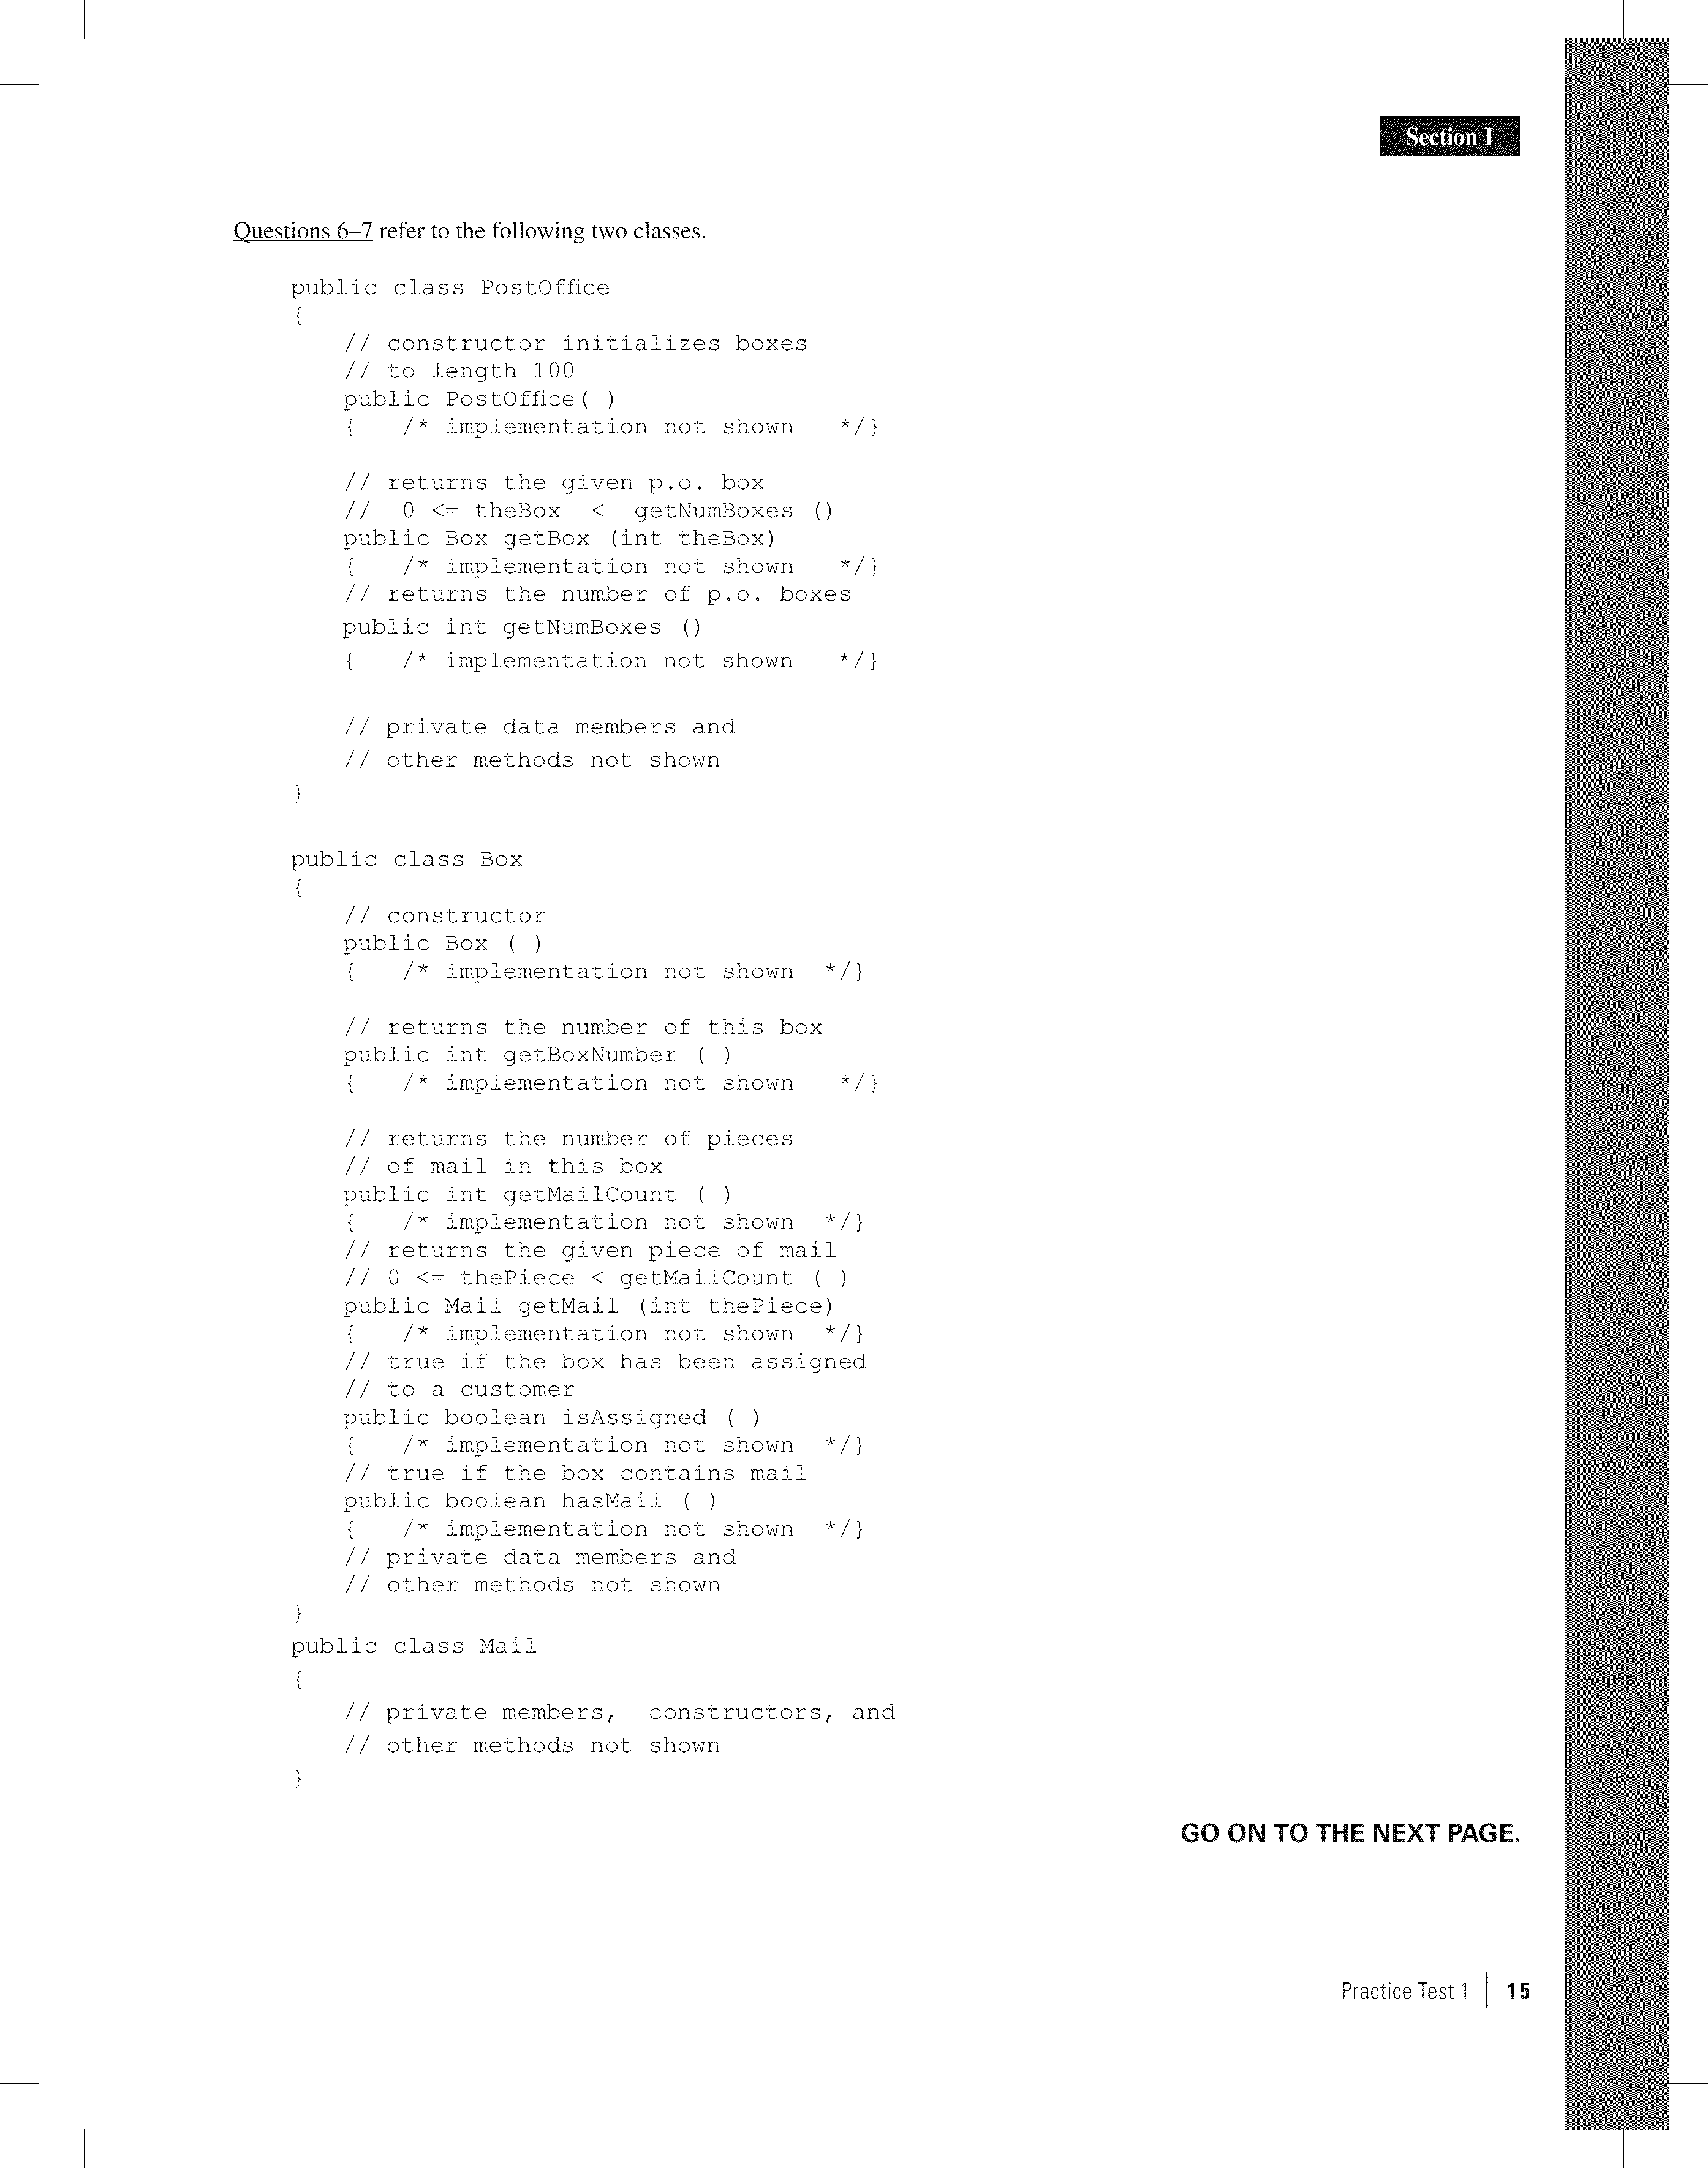 Section I
Questions 6–7 refer to the following two classes.
public class PostOffice
{
// constructor initializes boxes
// to length 100
public PostOffice( )
{ /* implementation not shown */}
// returns the given p.o. box
// 0 <= theBox < getNumBoxes ()
public Box getBox (int theBox)
{ /* implementation not shown */}
// returns the number of p.o. boxes
public int getNumBoxes ()
{ /* implementation not shown */}
// private data members and
// other methods not shown
}
public class Box
{
// constructor
public Box ( )
{ /* implementation not shown */}
// returns the number of this box
public int getBoxNumber ( )
{ /* implementation not shown */}
// returns the number of pieces
// of mail in this box
public int getMailCount ( )
{ /* implementation not shown */}
// returns the given piece of mail
// 0 <= thePiece < getMailCount ( )
public Mail getMail (int thePiece)
{ /* implementation not shown */}
// true if the box has been assigned
// to a customer
public boolean isAssigned ( )
{ /* implementation not shown */}
// true if the box contains mail
public boolean hasMail ( )
{ /* implementation not shown */}
// private data members and
// other methods not shown
}
public class Mail
{
// private members, constructors, and
// other methods not shown
}
GO ON TO THE NEXT PAGE.
Practice Test 1 | 15